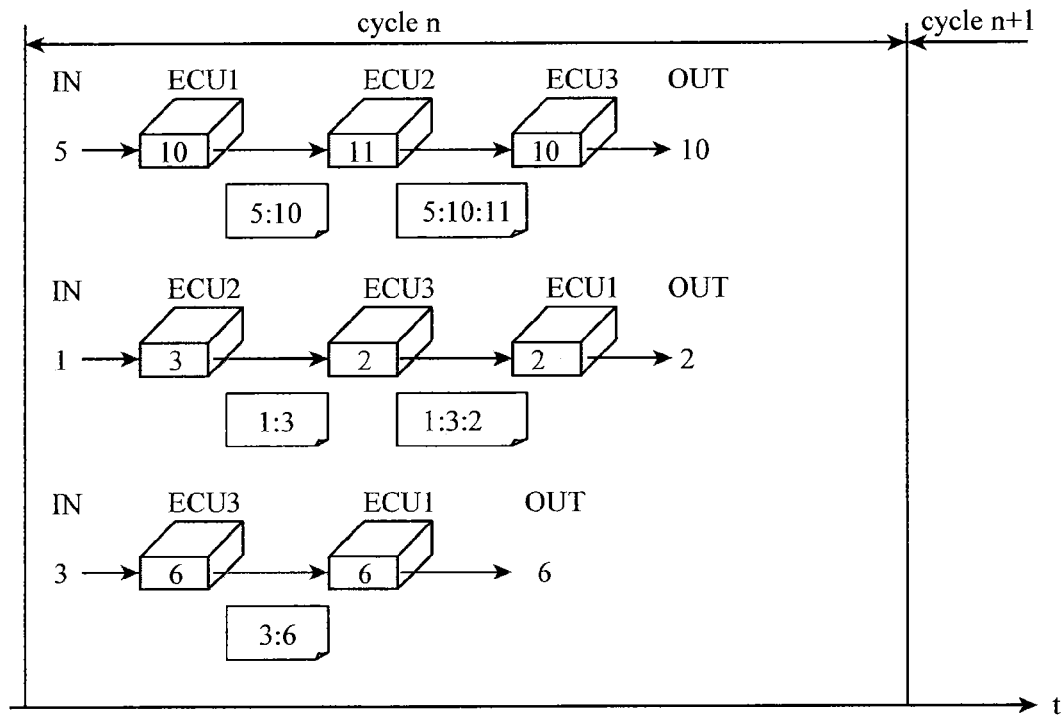 cycle n
cycle n+1
IN ECU1 ECU2 ECU3 OUT
5 10 11 10 10
5:10 5:10:11
IN ECU2 ECU3 ECU1 OUT
1 3 2 2 2
1:3 1:3:2
IN ECU3 ECU1 OUT
3 6 6 6
3:6
t